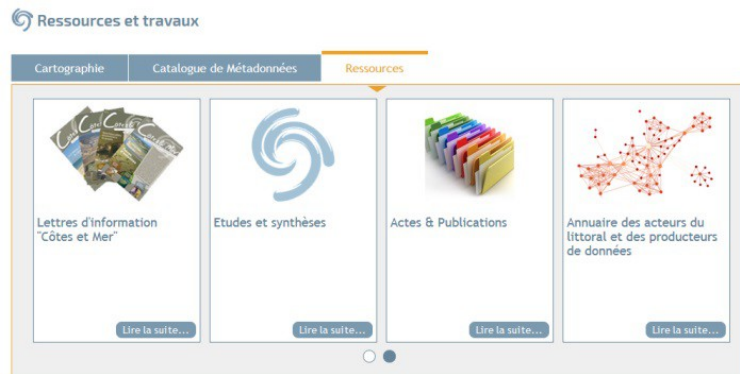 Ressources et travaux
Cartographie
Catalogue de Métadonnées
Ressources
Lettres d'information
"Côtes et Mer"
Lire la suite...
Etudes et synthèses
Lire la suite...
Actes & Publications
Lire la suite...
Annuaire des acteurs du
littoral et des producteurs
de données
Lire la suite...